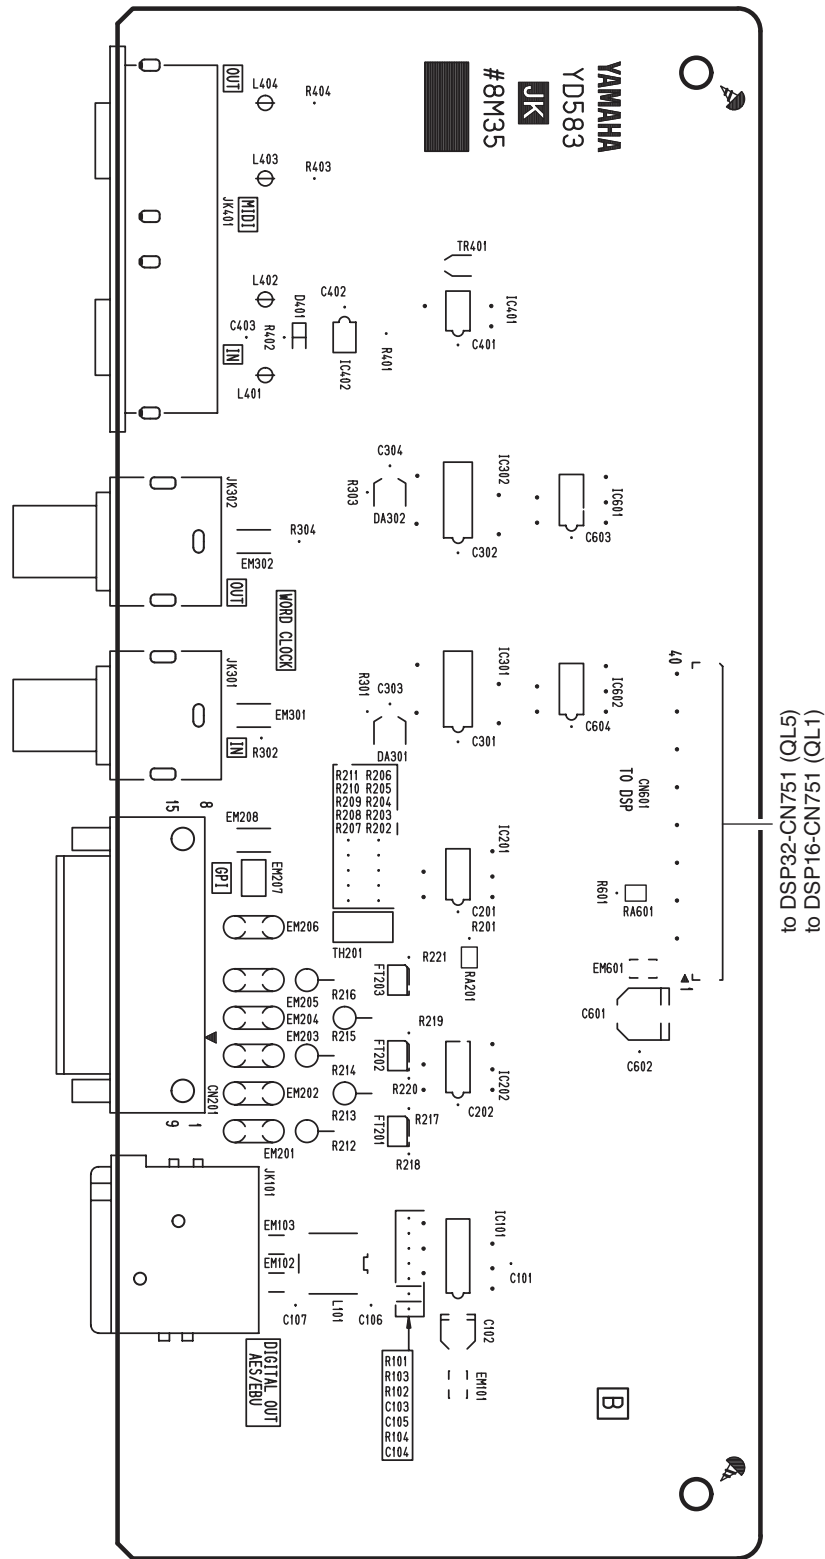 YAMAHA
YD583
JK
#8M35
OUT
L404
R404
L403
R403
MIDI
JK401
TR401
L402
D401
C402
IC401
C403
R402
IN
L401
IC402
R401
C401
C304
IC302
JK302
R303
DA302
IC601
R304
C302
C603
EM302
OUT
WORD CLOCK
JK301
IC301
40
R301
C303
IC602
EM301
C301
C604
IN
R302
DA301
R211 R206
R210 R205
R209 R204
R208 R203
R207 R202
CN601
TO DSP
to DSP32-CN751 (QL5)
to DSP16-CN751 (QL1)
15
8
EM208
GPI
EM207
IC201
R601
RA601
C201
R201
EM206
TH201
R221
RA201
FT203
EM601
1
EM205
R216
EM204
C601
R219
EM203
R215
R214
FT202
C602
R220
IC202
CN201
EM202
R213
R217
C202
FT201
9
1
EM201
R212
R218
JK101
EM103
IC101
EM102
C101
C107
L101
C106
C102
DIGITAL OUT
AES/EBU
R101
R103
R102
C103
C105
R104
C104
EM101
B